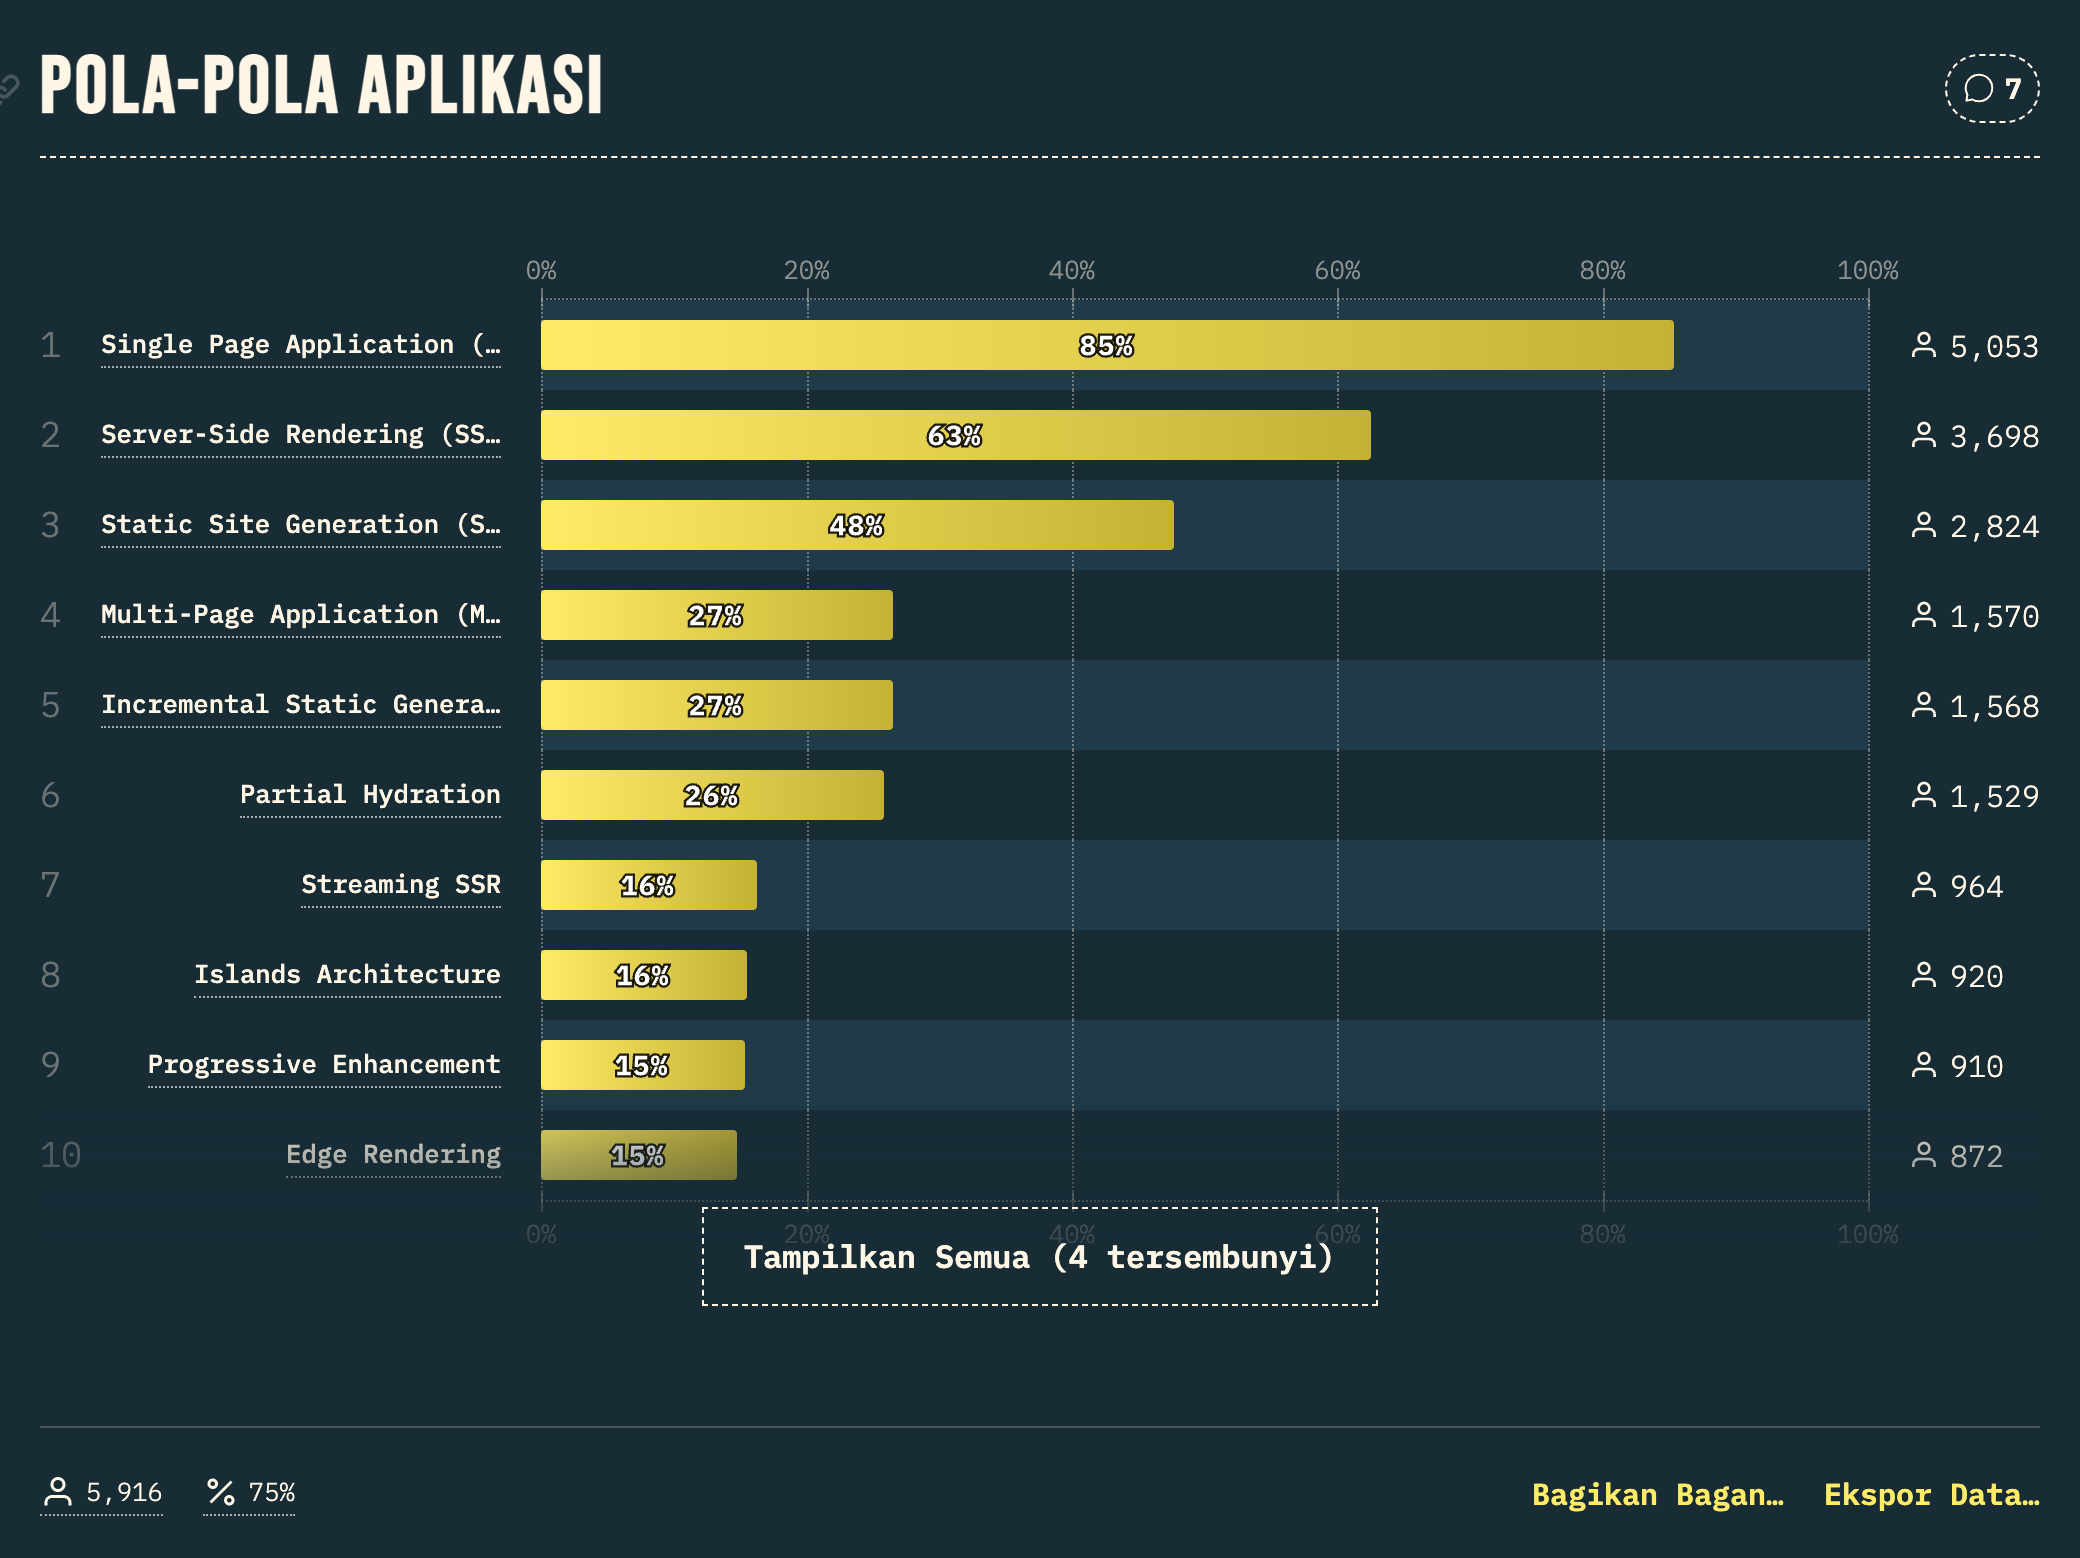 POLA-POLA APLIKASI
7
0% 20% 40% 60% 80% 100%
1 Single Page Application (… 85% 5,053
2 Server-Side Rendering (SS… 63% 3,698
3 Static Site Generation (S… 48% 2,824
4 Multi-Page Application (M… 27% 1,570
5 Incremental Static Genera… 27% 1,568
6 Partial Hydration 26% 1,529
7 Streaming SSR 16% 964
8 Islands Architecture 16% 920
9 Progressive Enhancement 15% 910
10 Edge Rendering 15% 872
0% 20% 40% 60% 80% 100%
Tampilkan Semua (4 tersembunyi)
5,916 75% Bagikan Bagan… Ekspor Data…